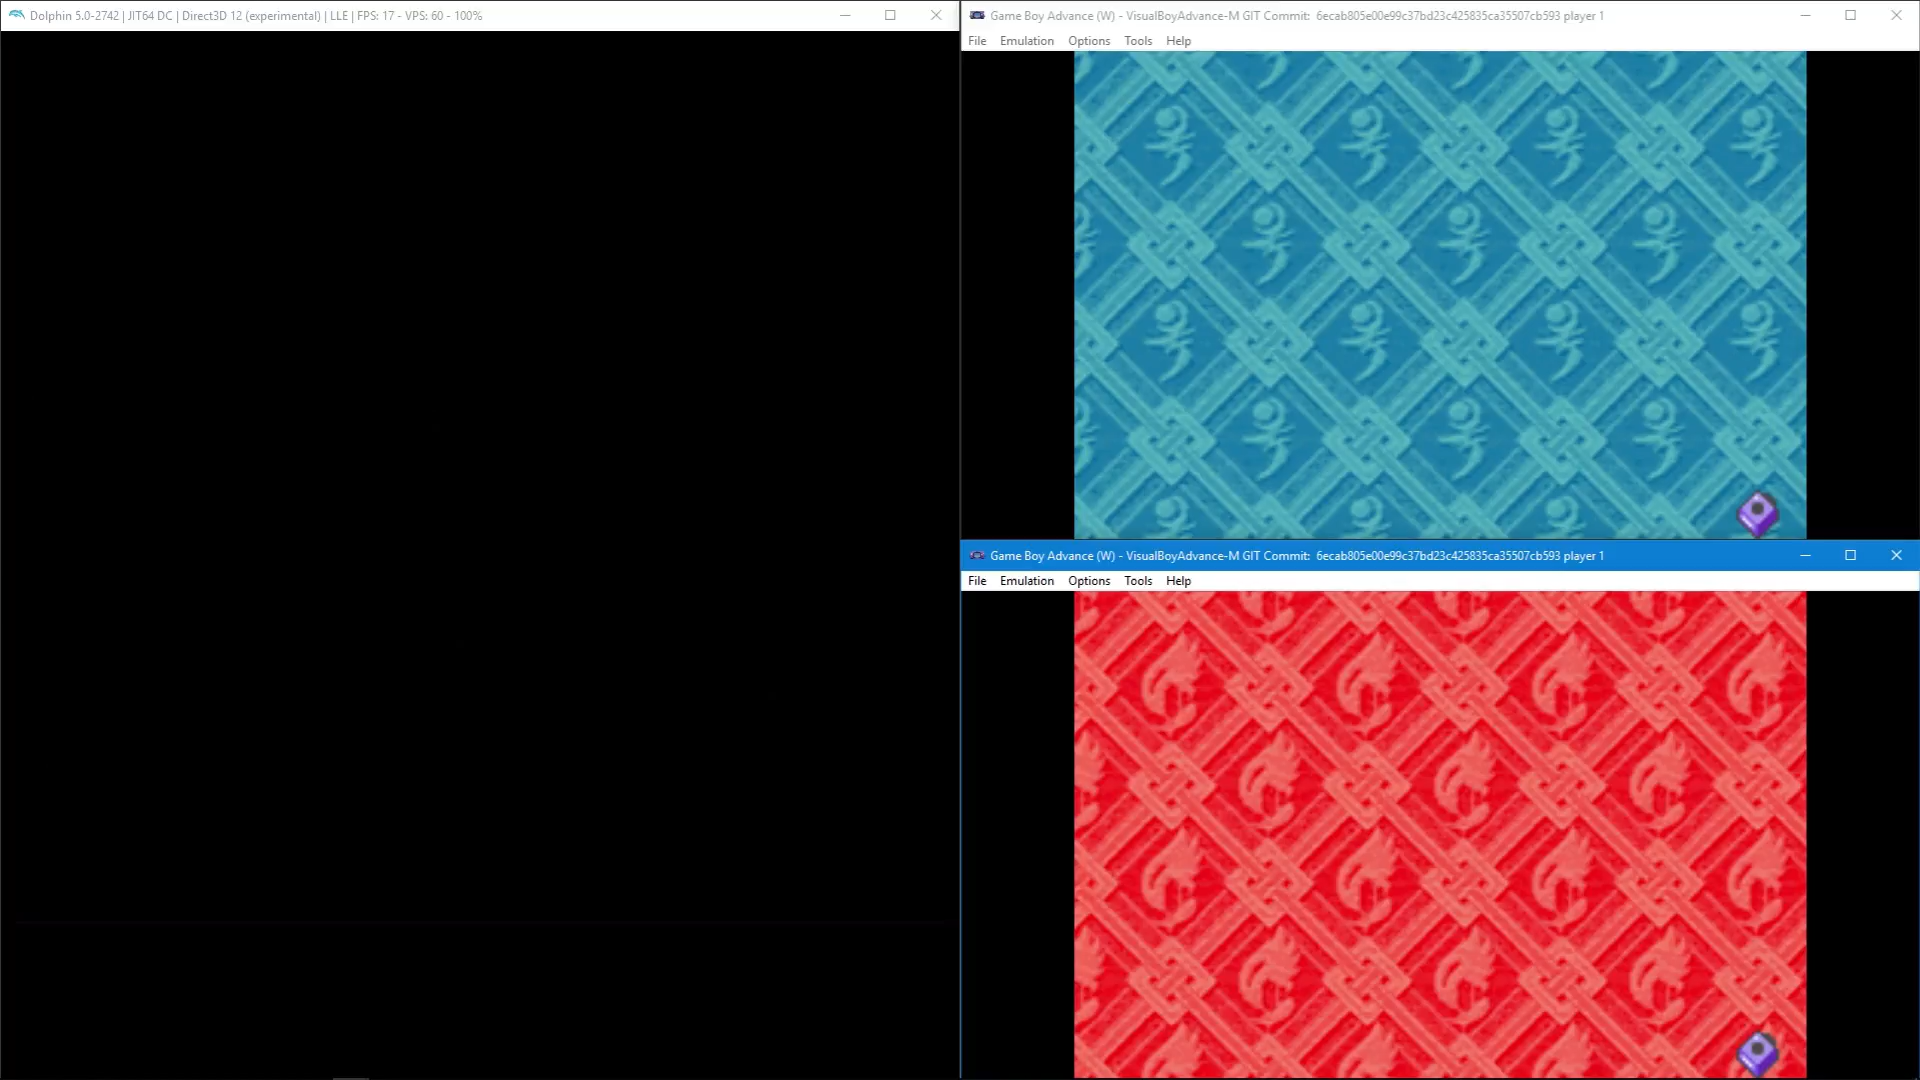 Dolphin 5.0-2742 | JIT64 DC | Direct3D 12 (experimental) | LLE | FPS: 17 - VPS: 60 - 100%
Game Boy Advance (W) - VisualBoyAdvance-M GIT Commit: 6ecab805e00e99c37bd23c425835ca35507cb593 player 1
File Emulation Options Tools Help
Game Boy Advance (W) - VisualBoyAdvance-M GIT Commit: 6ecab805e00e99c37bd23c425835ca35507cb593 player 1
File Emulation Options Tools Help